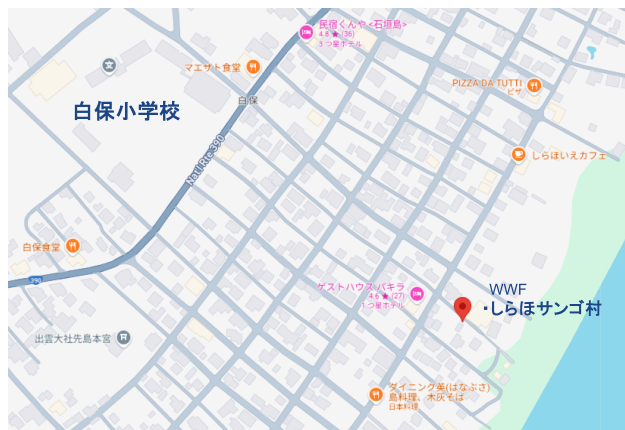 民宿くんや<石垣島>
4.8 ★ (36)
3つ星ホテル
マエザト食堂
白保
白保小学校
PIZZA DA TUTTI
ピザ
Natl Rte 390
しらほいえカフェ
白保食堂
390
ゲストハウス バキラ
4.6 ★ (27)
1つ星ホテル
WWF
・しらほサンゴ村
出雲大社先島本宮
ダイニング英(はなぶさ)
島料理、木灰そば
日本料理